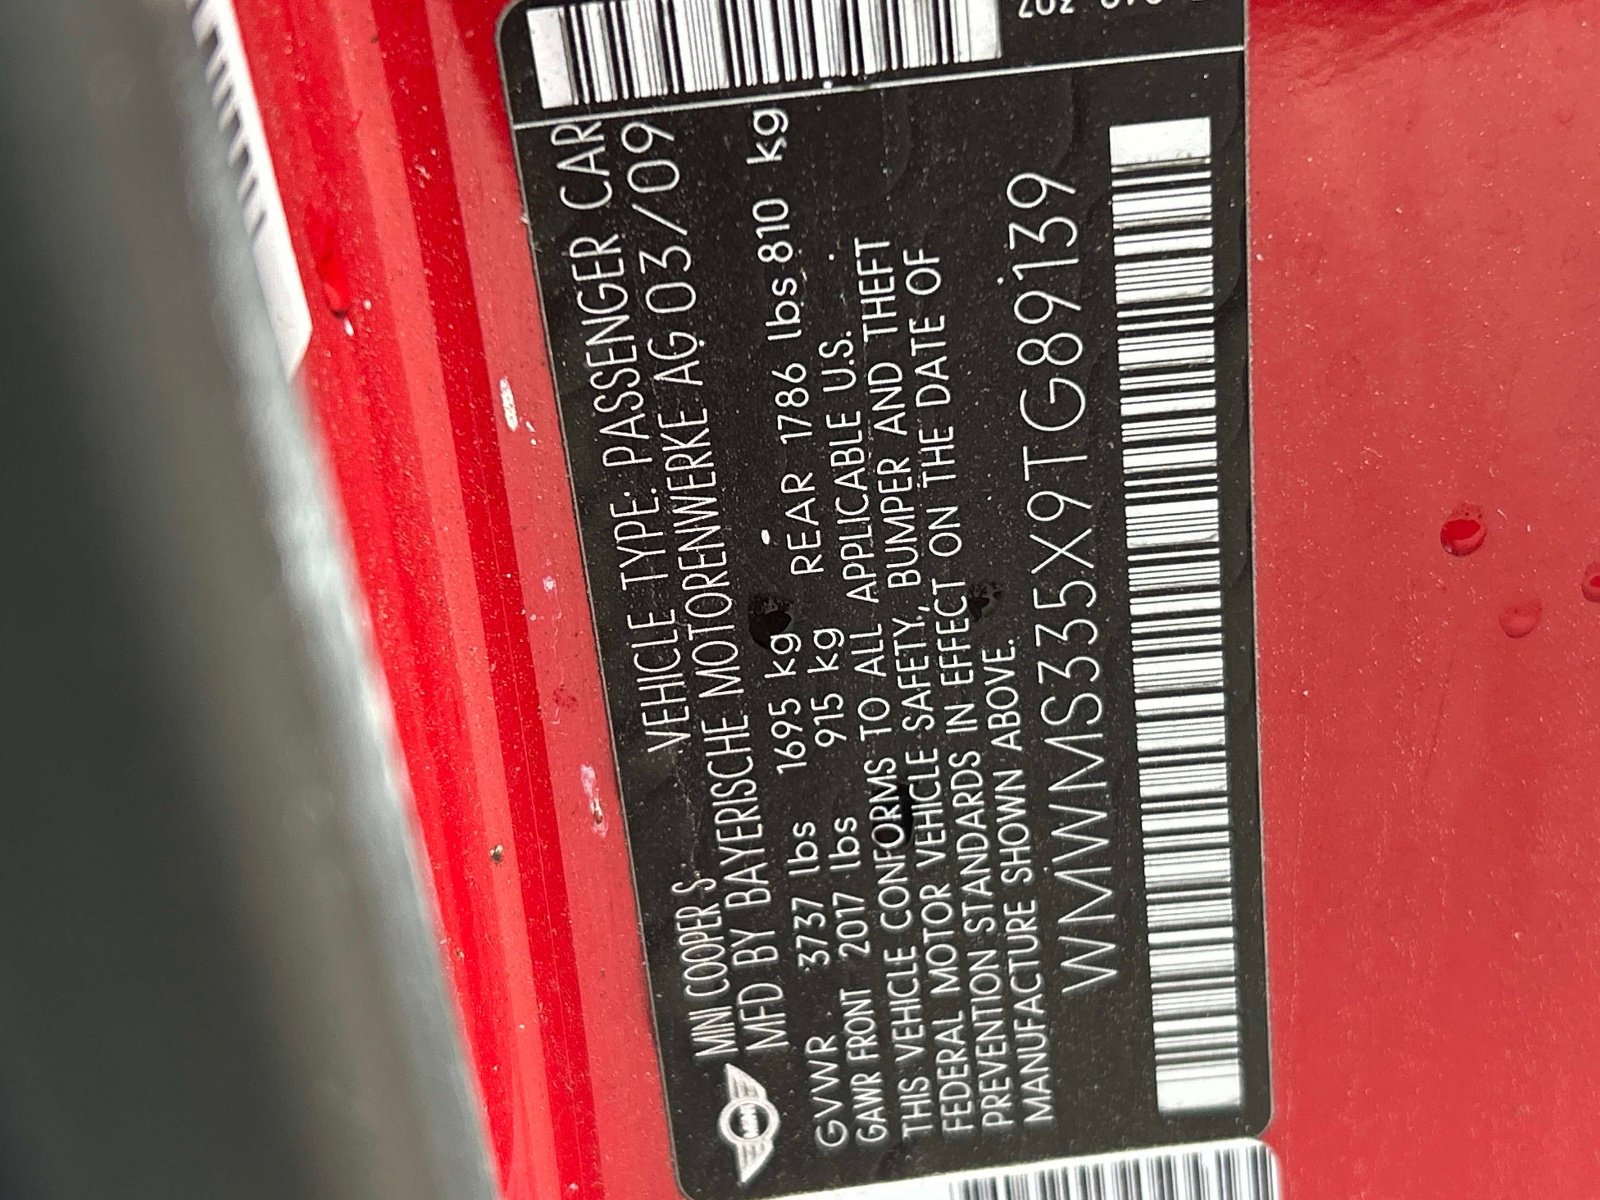 MINI COOPER S VEHICLE TYPE: PASSENGER CAR
MFD BY BAYERISCHE MOTORENWERKE AG 03/09
GVWR 3737 lbs 1695 kg REAR 1786 lbs 810 kg
GAWR FRONT 2017 lbs 915 kg
THIS VEHICLE CONFORMS TO ALL APPLICABLE U.S.
FEDERAL MOTOR VEHICLE SAFETY, BUMPER AND THEFT
PREVENTION STANDARDS IN EFFECT ON THE DATE OF
MANUFACTURE SHOWN ABOVE.
WMWMS335X9TG89139
MINI